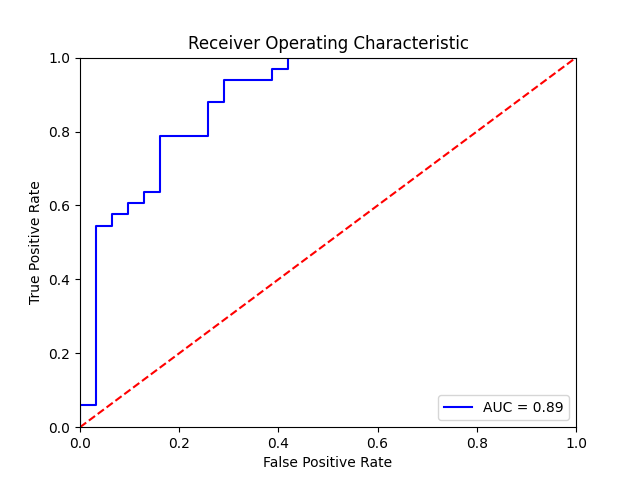 Receiver Operating Characteristic
True Positive Rate
1.0
0.8
0.6
0.4
0.2
0.0
0.0 0.2 0.4 0.6 0.8 1.0
False Positive Rate
AUC = 0.89